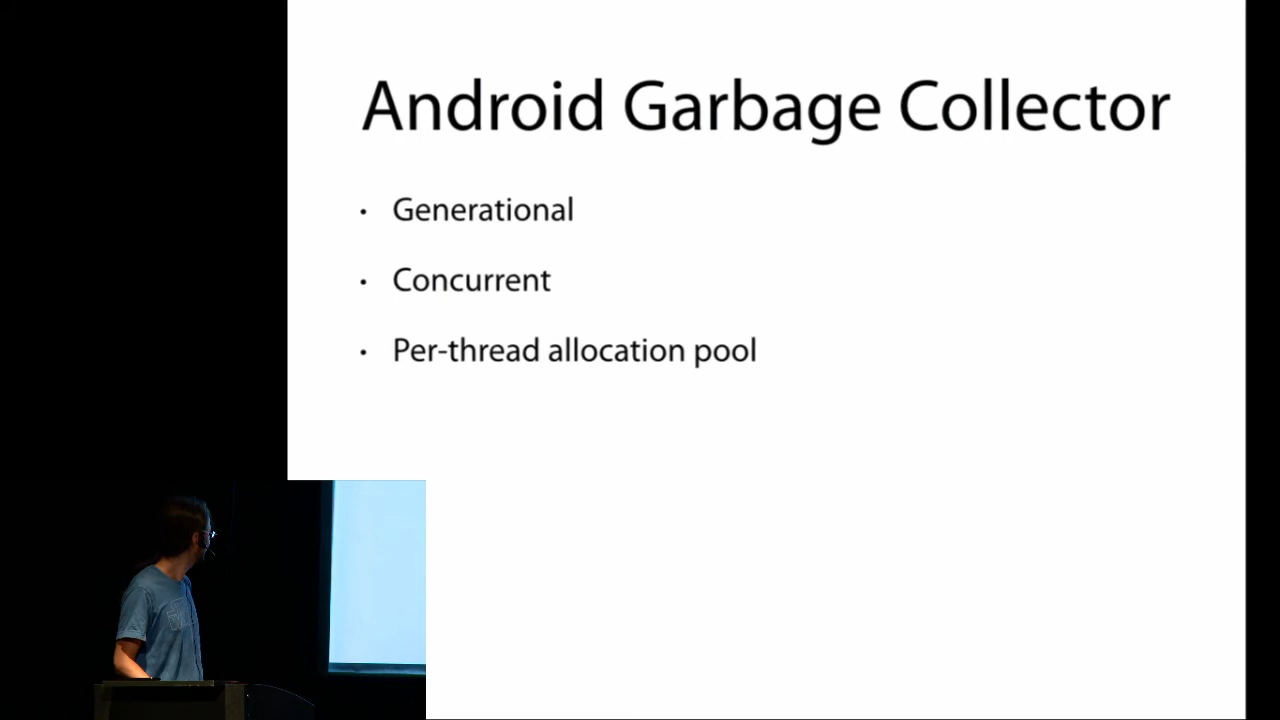 Android Garbage Collector
· Generational
· Concurrent
· Per-thread allocation pool